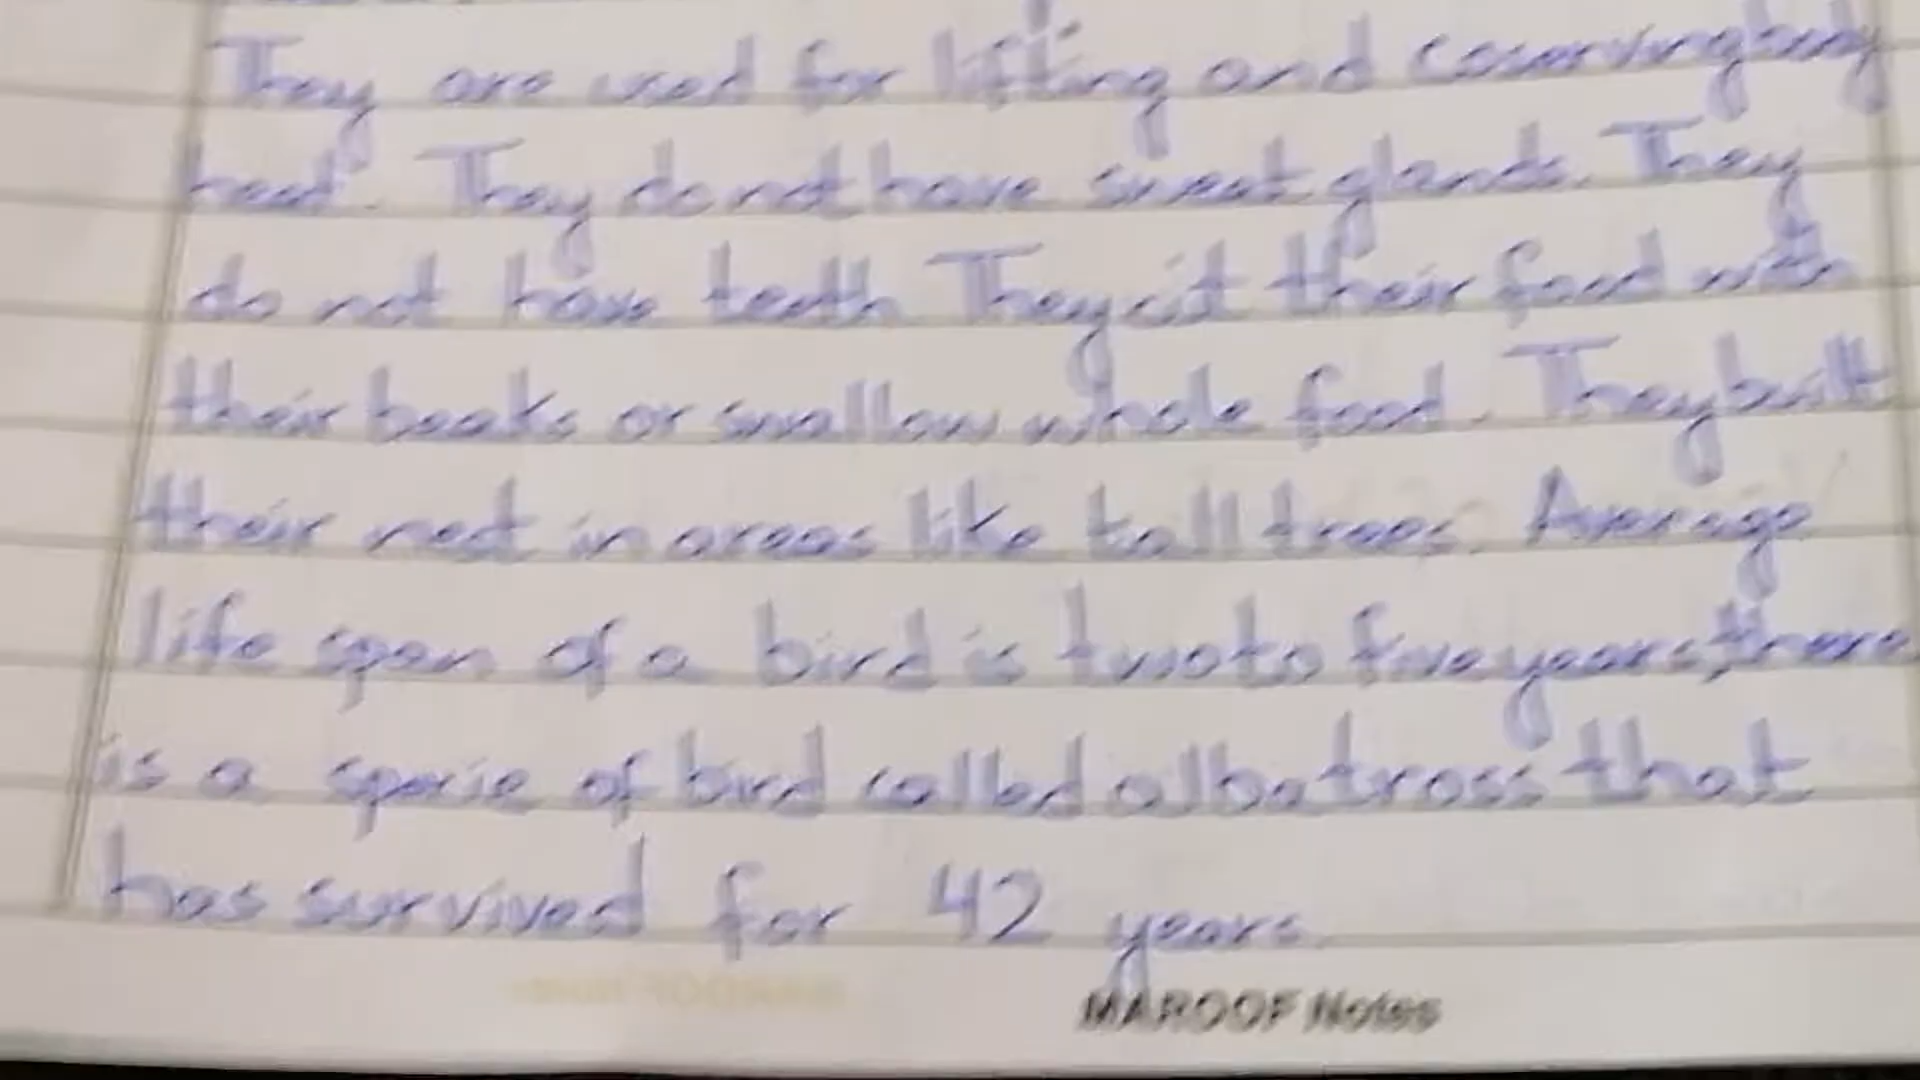 They are used for lifting and coservingbody
heat. They do not have sweat glands. They
do not have teeth They cit their food with
their beaks or swallow whole food. They built
their nest in areas like tall trees. Average
life span of a bird is two to five years, there
is a specie of bird called albatross that
has survived for 42 years.
MAROOF Notes